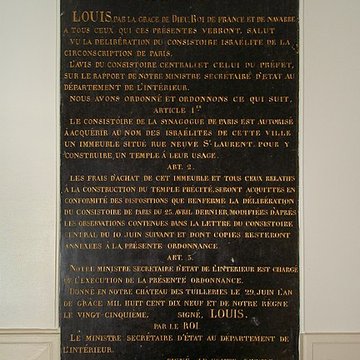 LOUIS, PAR LA GRACE DE DIEU, ROI DE FRANCE ET DE NAVARRE
A TOUS CEUX, QUI CES PRÉSENTES VERRONT, SALUT
VU LA DÉLIBÉRATION DU CONSISTOIRE ISRAÉLITE DE LA
CIRCONSCRIPTION DE PARIS.
L'AVIS DU CONSISTOIRE CENTRAL ET CELUI DU PRÉFET,
SUR LE RAPPORT DE NOTRE MINISTRE SECRÉTAIRE D'ÉTAT AU
DÉPARTEMENT DE L'INTÉRIEUR.
NOUS AVONS ORDONNÉ ET ORDONNONS CE QUI SUIT.
ARTICLE 1er
LE CONSISTOIRE DE LA SYNAGOGUE DE PARIS EST AUTORISÉ
À ACQUÉRIR AU NOM DES ISRAÉLITES DE CETTE VILLE
UN IMMEUBLE SITUÉ RUE NEUVE St LAURENT, POUR Y
CONSTRUIRE, UN TEMPLE À LEUR USAGE.
ART. 2.
LES FRAIS D'ACHAT DE CET IMMEUBLE ET TOUS CEUX RELATIFS
À LA CONSTRUCTION DU TEMPLE PRÉCITÉ, SERONT ACQUITTÉS EN
CONFORMITÉ DES DISPOSITIONS QUE RENFERME LA DÉLIBÉRATION
DU CONSISTOIRE DE PARIS DU 25 AVRIL DERNIER, MODIFIÉES D'APRÈS
LES OBSERVATIONS CONTENUES DANS LA LETTRE DU CONSISTOIRE
CENTRAL DU 10 JUIN SUIVANT ET DONT COPIES RESTERONT
ANNEXÉES À LA PRÉSENTE ORDONNANCE.
ART. 3.
NOTRE MINISTRE SECRÉTAIRE D'ÉTAT DE L'INTÉRIEUR EST CHARGÉ
DE L'EXÉCUTION DE LA PRÉSENTE ORDONNANCE.
DONNÉ EN NOTRE CHATEAU DES TUILLERIES LE 29 JUIN L'AN
DE GRACE MIL HUIT CENT DIX NEUF ET DE NOTRE RÈGNE
LE VINGT-CINQUIÈME. SIGNÉ, LOUIS.
PAR LE ROI
LE MINISTRE SECRÉTAIRE D'ÉTAT AU DÉPARTEMENT DE
L'INTÉRIEUR.